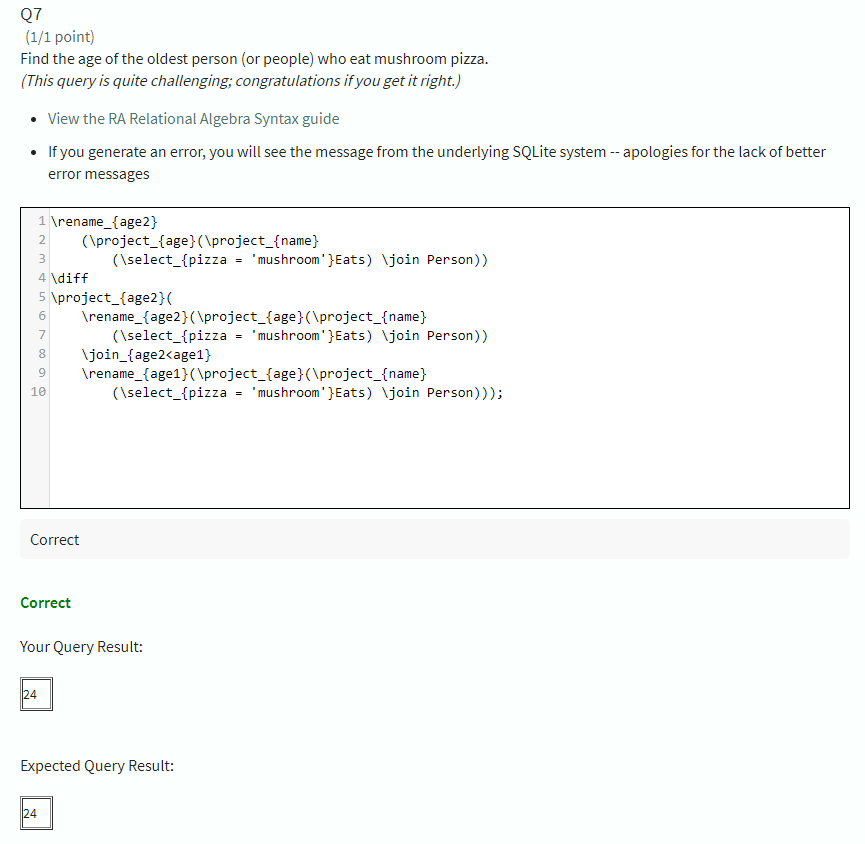 Q7
(1/1 point)
Find the age of the oldest person (or people) who eat mushroom pizza.
(This query is quite challenging; congratulations if you get it right.)
• View the RA Relational Algebra Syntax guide
• If you generate an error, you will see the message from the underlying SQLite system -- apologies for the lack of better
error messages
1 \rename_{age2}
2     (\project_{age}(\project_{name}
3         (\select_{pizza = 'mushroom'}Eats) \join Person))
4 \diff
5 \project_{age2}(
6     \rename_{age2}(\project_{age}(\project_{name}
7         (\select_{pizza = 'mushroom'}Eats) \join Person))
8     \join_{age2<age1}
9     \rename_{age1}(\project_{age}(\project_{name}
10         (\select_{pizza = 'mushroom'}Eats) \join Person)));
Correct
Correct
Your Query Result:
24
Expected Query Result:
24